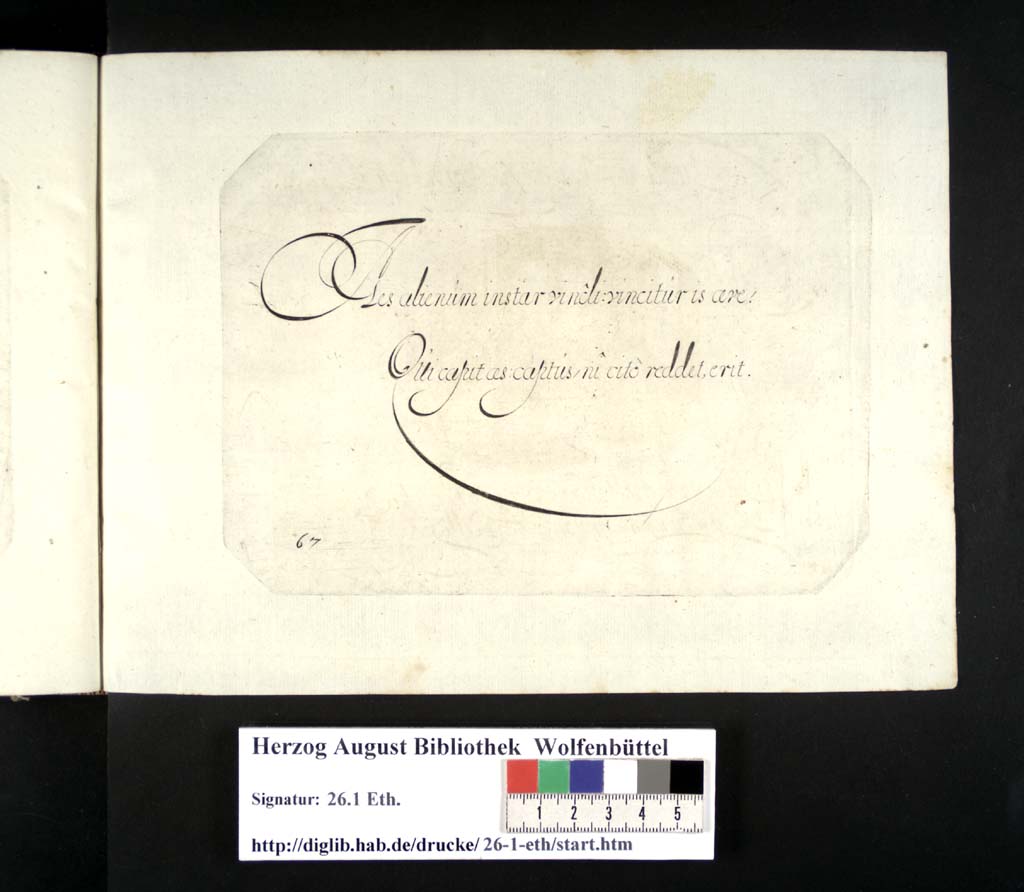 Aes alienum instar vincli: vincitur is aere,
Qui capit aes: captus, ni citò reddet, erit.
67
Herzog August Bibliothek Wolfenbüttel
Signatur: 26.1 Eth.
1 2 3 4 5
http://diglib.hab.de/drucke/ 26-1-eth/start.htm